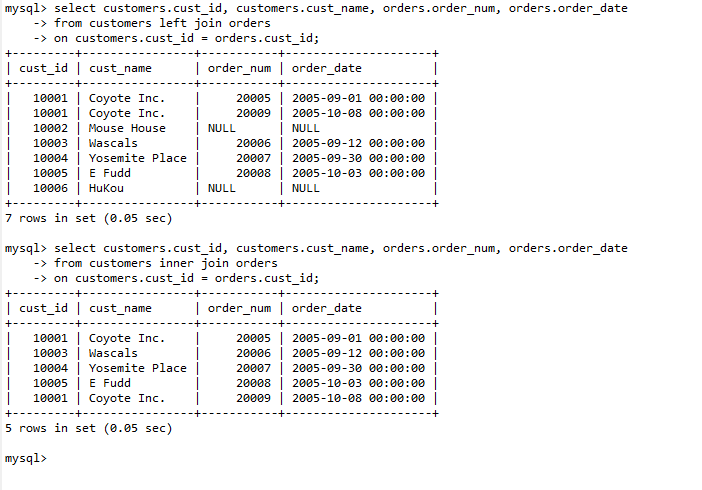 mysql> select customers.cust_id, customers.cust_name, orders.order_num, orders.order_date
    -> from customers left join orders
    -> on customers.cust_id = orders.cust_id;
+---------+----------------+-----------+---------------------+
| cust_id | cust_name      | order_num | order_date          |
+---------+----------------+-----------+---------------------+
|   10001 | Coyote Inc.    |     20005 | 2005-09-01 00:00:00 |
|   10001 | Coyote Inc.    |     20009 | 2005-10-08 00:00:00 |
|   10002 | Mouse House    | NULL      | NULL                |
|   10003 | Wascals        |     20006 | 2005-09-12 00:00:00 |
|   10004 | Yosemite Place |     20007 | 2005-09-30 00:00:00 |
|   10005 | E Fudd         |     20008 | 2005-10-03 00:00:00 |
|   10006 | HuKou          | NULL      | NULL                |
+---------+----------------+-----------+---------------------+
7 rows in set (0.05 sec)

mysql> select customers.cust_id, customers.cust_name, orders.order_num, orders.order_date
    -> from customers inner join orders
    -> on customers.cust_id = orders.cust_id;
+---------+----------------+-----------+---------------------+
| cust_id | cust_name      | order_num | order_date          |
+---------+----------------+-----------+---------------------+
|   10001 | Coyote Inc.    |     20005 | 2005-09-01 00:00:00 |
|   10003 | Wascals        |     20006 | 2005-09-12 00:00:00 |
|   10004 | Yosemite Place |     20007 | 2005-09-30 00:00:00 |
|   10005 | E Fudd         |     20008 | 2005-10-03 00:00:00 |
|   10001 | Coyote Inc.    |     20009 | 2005-10-08 00:00:00 |
+---------+----------------+-----------+---------------------+
5 rows in set (0.05 sec)

mysql>